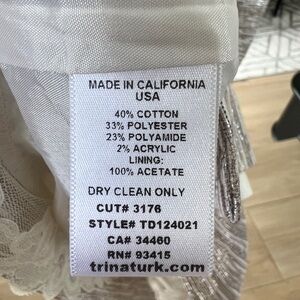 MADE IN CALIFORNIA
USA
40% COTTON
33% POLYESTER
23% POLYAMIDE
2% ACRYLIC
LINING:
100% ACETATE
DRY CLEAN ONLY
CUT# 3176
STYLE# TD124021
CA# 34460
RN# 93415
trinaturk.com